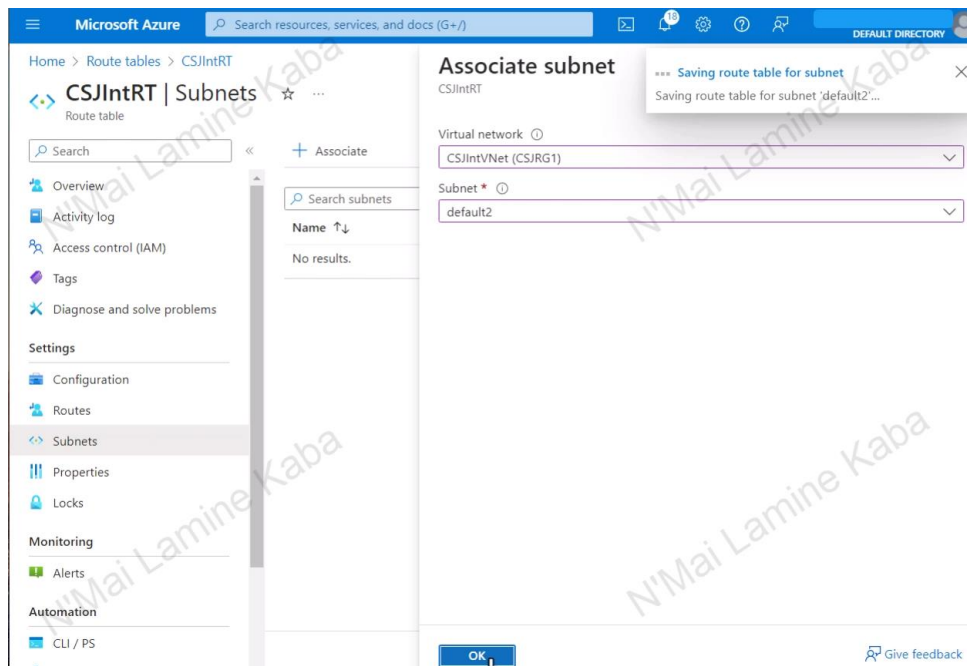 Microsoft Azure
Search resources, services, and docs (G+/)
18
DEFAULT DIRECTORY
Home > Route tables > CSJIntRT
CSJIntRT | Subnets
Route table
Search
Overview
Activity log
Access control (IAM)
Tags
Diagnose and solve problems
Settings
Configuration
Routes
Subnets
Properties
Locks
Monitoring
Alerts
Automation
CLI / PS
Associate
Search subnets
Name
No results.
Associate subnet
CSJIntRT
Saving route table for subnet
Saving route table for subnet 'default2'...
Virtual network
CSJIntVNet (CSJRG1)
Subnet *
default2
OK
Give feedback
N'Mai Lamine Kaba
N'Mai Lamine Kaba
N'Mai Lamine Kaba
N'Mai Lamine Kaba